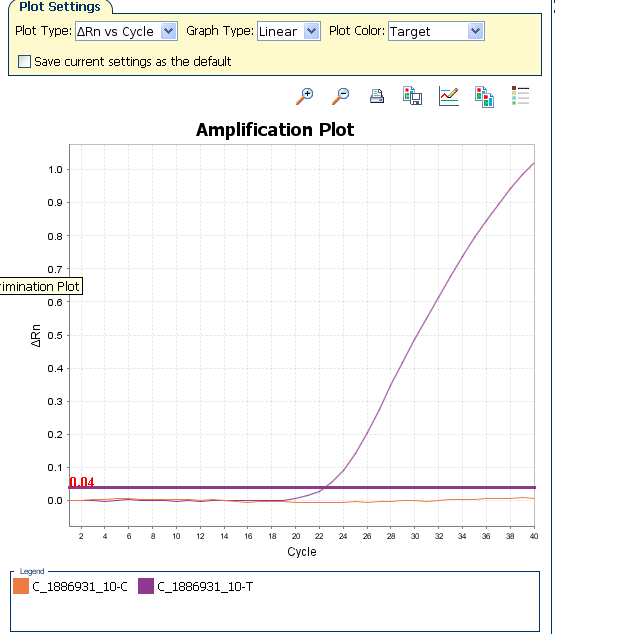 Plot Settings
Plot Type: ΔRn vs Cycle Graph Type: Linear Plot Color: Target
Save current settings as the default
Amplification Plot
1.0
0.9
0.8
0.7
rimination Plot
0.6
0.5
ΔRn
0.4
0.3
0.2
0.1
0.04
0.0
2 4 6 8 10 12 14 16 18 20 22 24 26 28 30 32 34 36 38 40
Cycle
Legend
C_1886931_10-C C_1886931_10-T